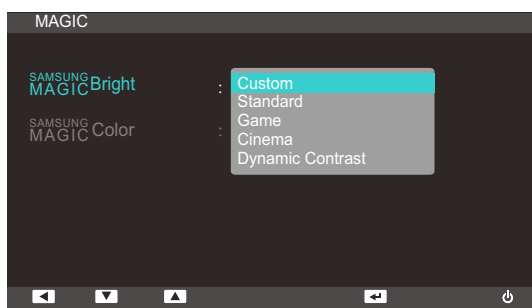 MAGIC
SAMSUNG
MAGIC Bright :
Custom
Standard
Game
Cinema
Dynamic Contrast
SAMSUNG
MAGIC Color :